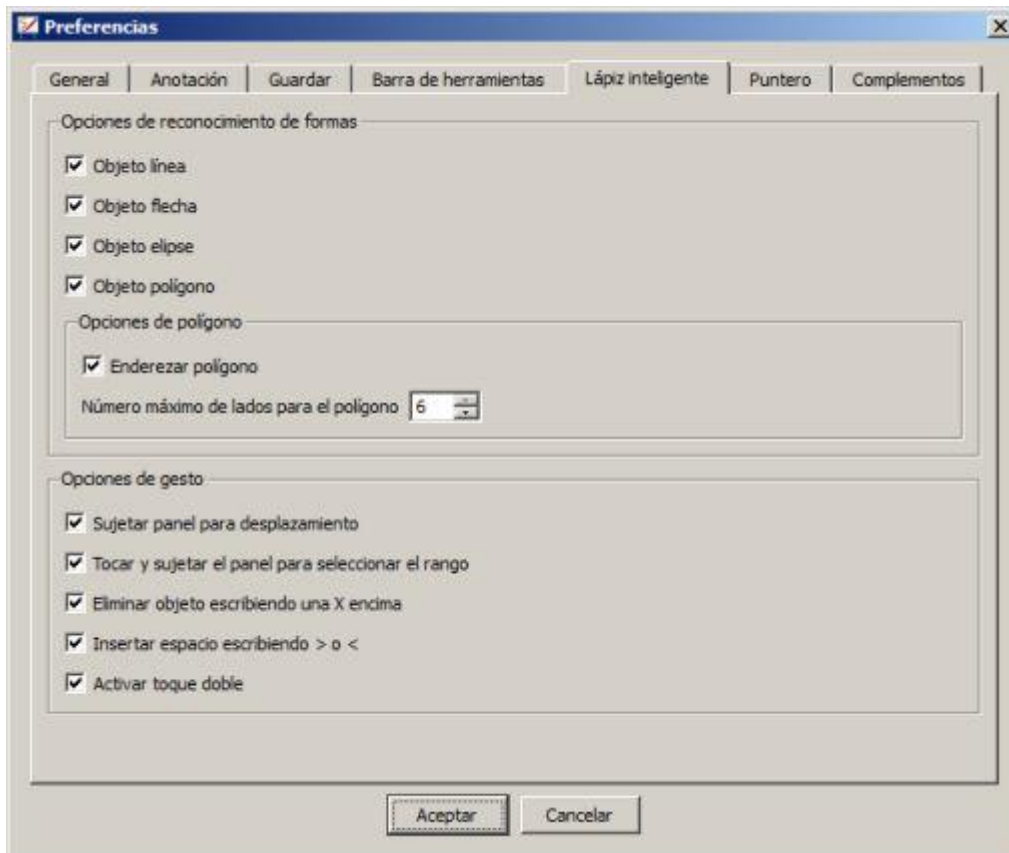 Preferencias
General Anotación Guardar Barra de herramientas Lápiz inteligente Puntero Complementos
Opciones de reconocimiento de formas
Objeto línea
Objeto flecha
Objeto elipse
Objeto polígono
Opciones de polígono
Enderezar polígono
Número máximo de lados para el polígono 6
Opciones de gesto
Sujetar panel para desplazamiento
Tocar y sujetar el panel para seleccionar el rango
Eliminar objeto escribiendo una X encima
Insertar espacio escribiendo > o <
Activar toque doble
Aceptar Cancelar